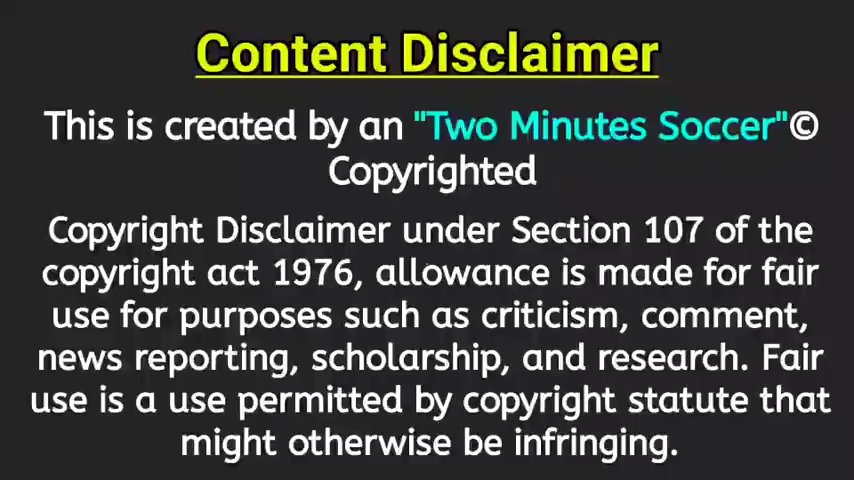 Content Disclaimer
This is created by an "Two Minutes Soccer"©
Copyrighted
Copyright Disclaimer under Section 107 of the
copyright act 1976, allowance is made for fair
use for purposes such as criticism, comment,
news reporting, scholarship, and research. Fair
use is a use permitted by copyright statute that
might otherwise be infringing.